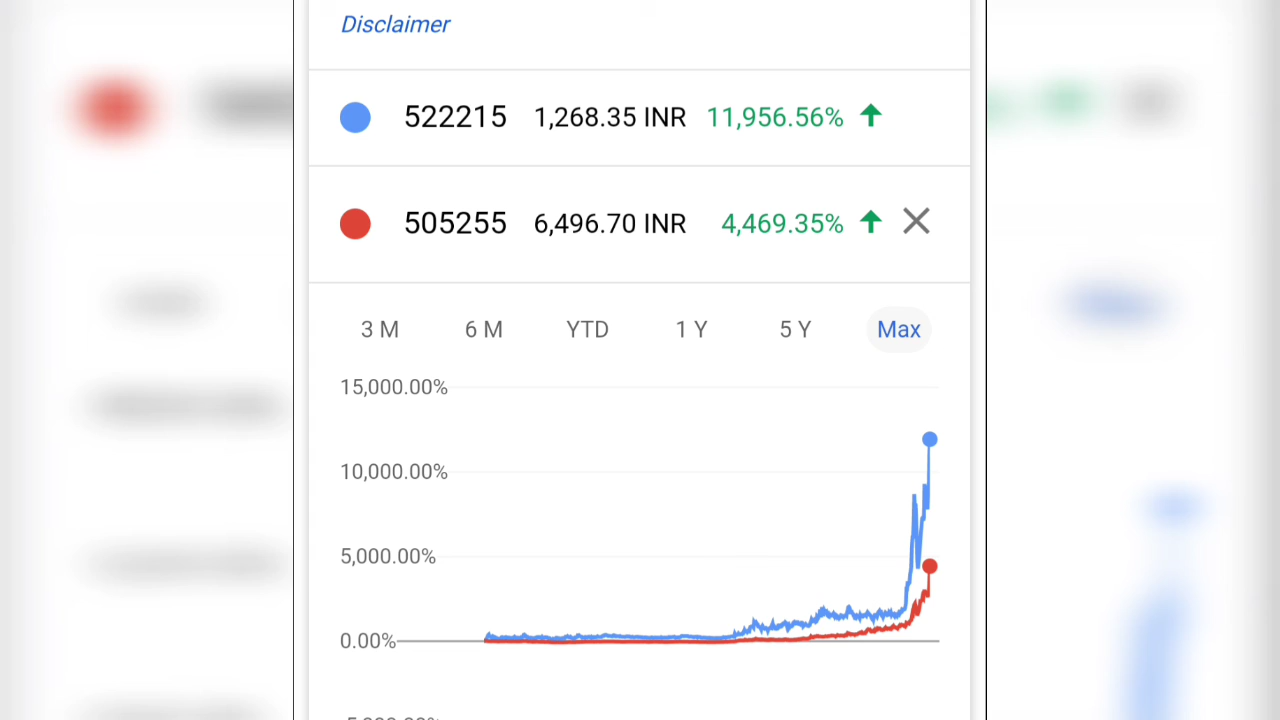 Disclaimer
522215 1,268.35 INR 11,956.56%
505255 6,496.70 INR 4,469.35%
3 M 6 M YTD 1 Y 5 Y Max
15,000.00%
10,000.00%
5,000.00%
0.00%